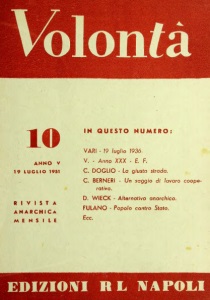 Volontà
10
ANNO V
19 LUGLIO 1951
RIVISTA
ANARCHICA
MENSILE
IN QUESTO NUMERO:
VARI - 19 luglio 1936
V. - Anno XXX - E. F.
C. DOGLIO - La giusta strada.
C. BERNERI - Un saggio di lavoro coope-
rativo.
D. WIECK - Alternativa anarchica.
FULANO - Popolo contro Stato.
Ecc.
EDIZIONI RL NAPOLI